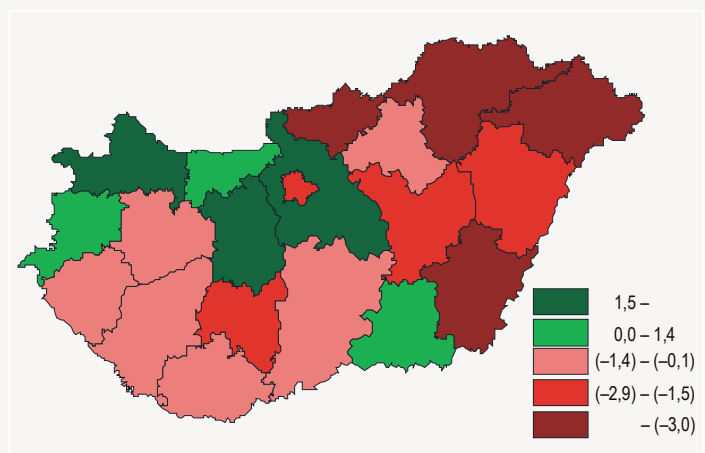 1,5 –
0,0 – 1,4
(–1,4) – (–0,1)
(–2,9) – (–1,5)
– (–3,0)